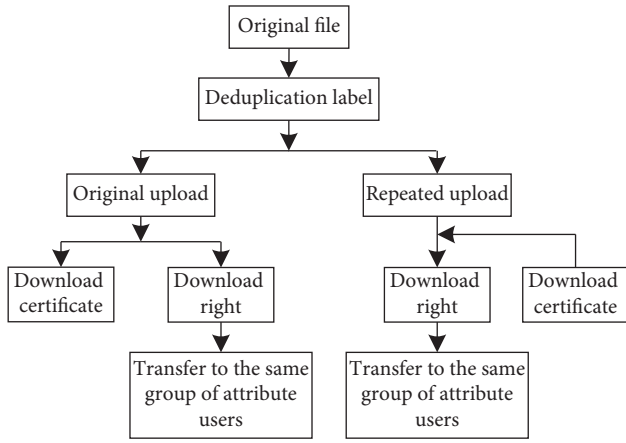 Original file
Deduplication label
Original upload
Repeated upload
Download
certificate
Download
right
Download
right
Download
certificate
Transfer to the same
group of attribute
users
Transfer to the same
group of attribute
users